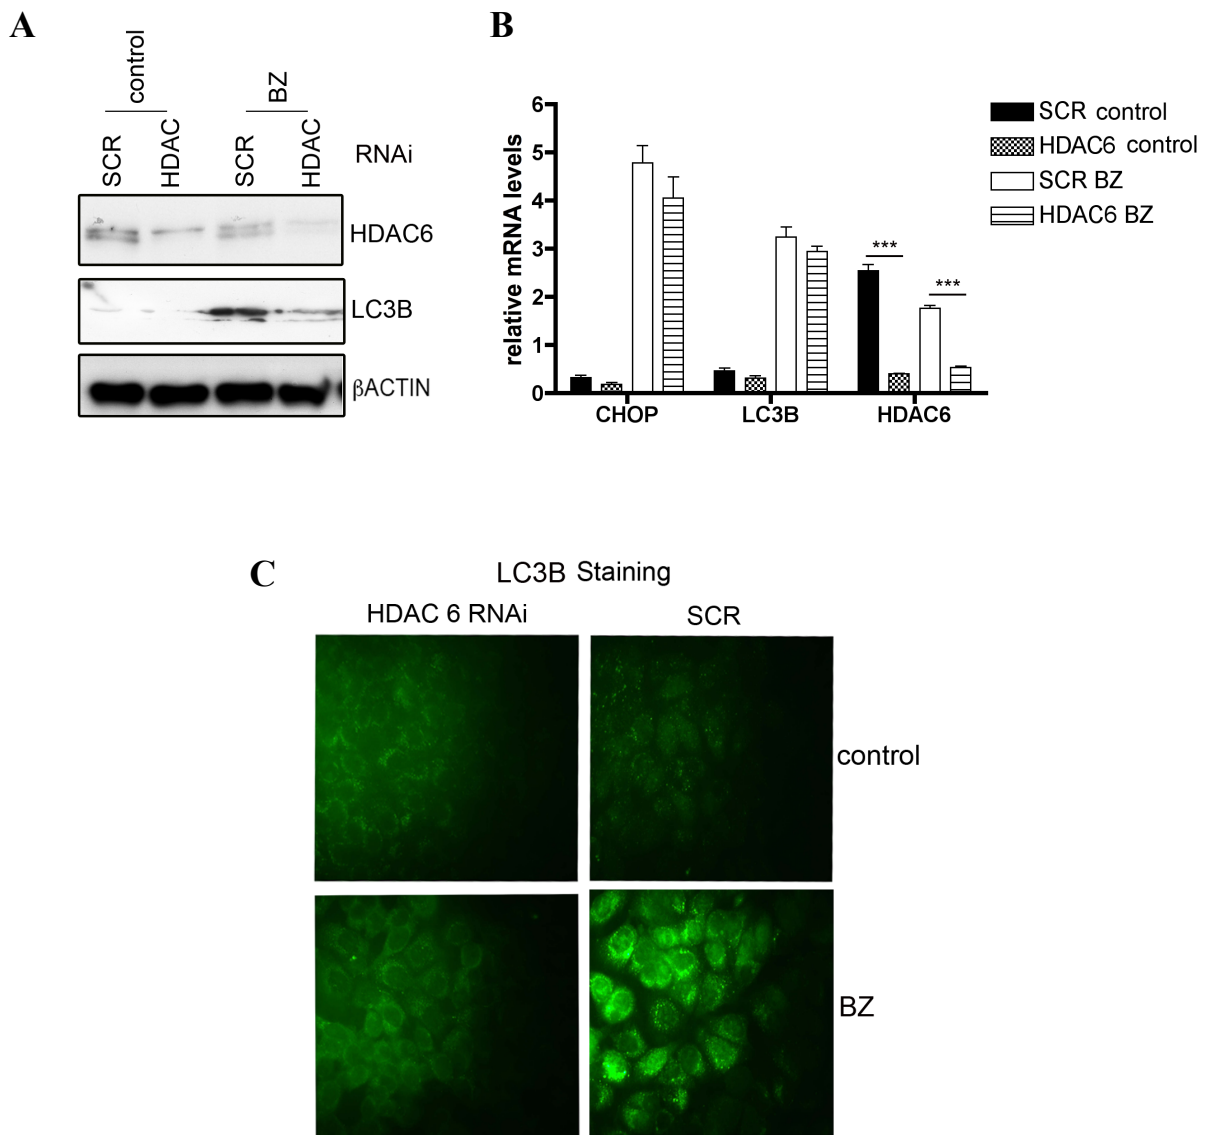 A
control
BZ
SCR
HDAC
SCR
HDAC
RNAi
HDAC6
LC3B
βACTIN
B
relative mRNA levels
6
5
4
3
2
1
0
***
***
CHOP
LC3B
HDAC6
SCR control
HDAC6 control
SCR BZ
HDAC6 BZ
C
LC3B Staining
HDAC 6 RNAi
SCR
control
BZ